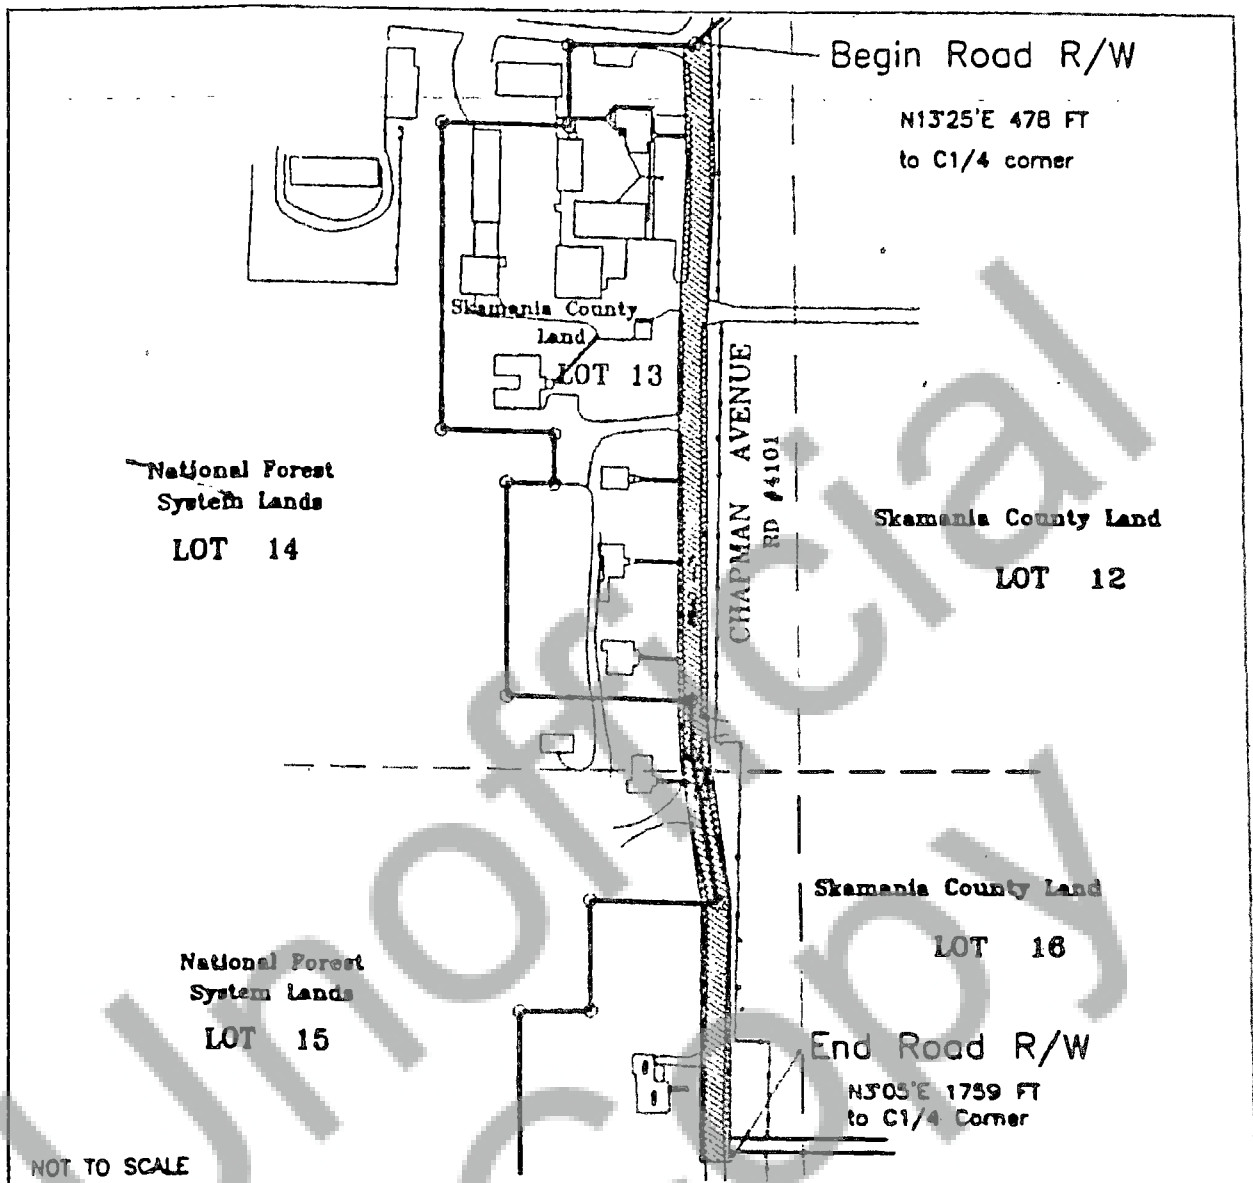 Begin Road R/W
N13°25'E 478 FT
to C1/4 corner
Skamania County
Land
LOT 13
CHAPMAN AVENUE
RD #4101
National Forest
System Lands
LOT 14
Skamania County Land
LOT 12
Skamania County Land
LOT 16
National Forest
System Lands
LOT 15
End Road R/W
N3°05'E 1759 FT
to C1/4 Corner
NOT TO SCALE
Unofficial
Copy